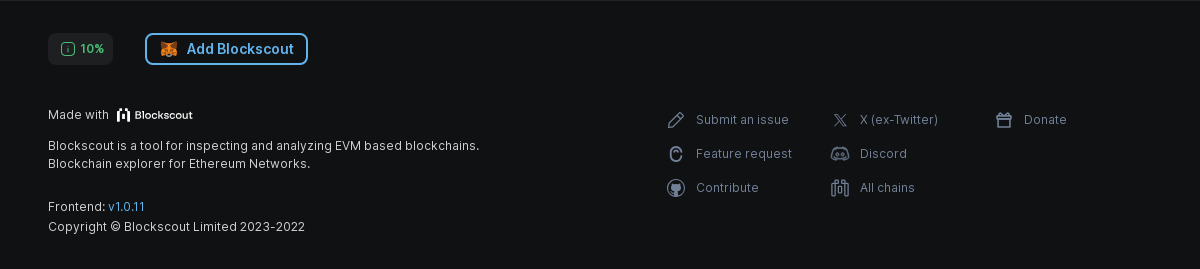 10%
Add Blockscout
Made with Blockscout
Blockscout is a tool for inspecting and analyzing EVM based blockchains.
Blockchain explorer for Ethereum Networks.
Frontend: v1.0.11
Copyright © Blockscout Limited 2023-2022
Submit an issue
Feature request
Contribute
X (ex-Twitter)
Discord
All chains
Donate